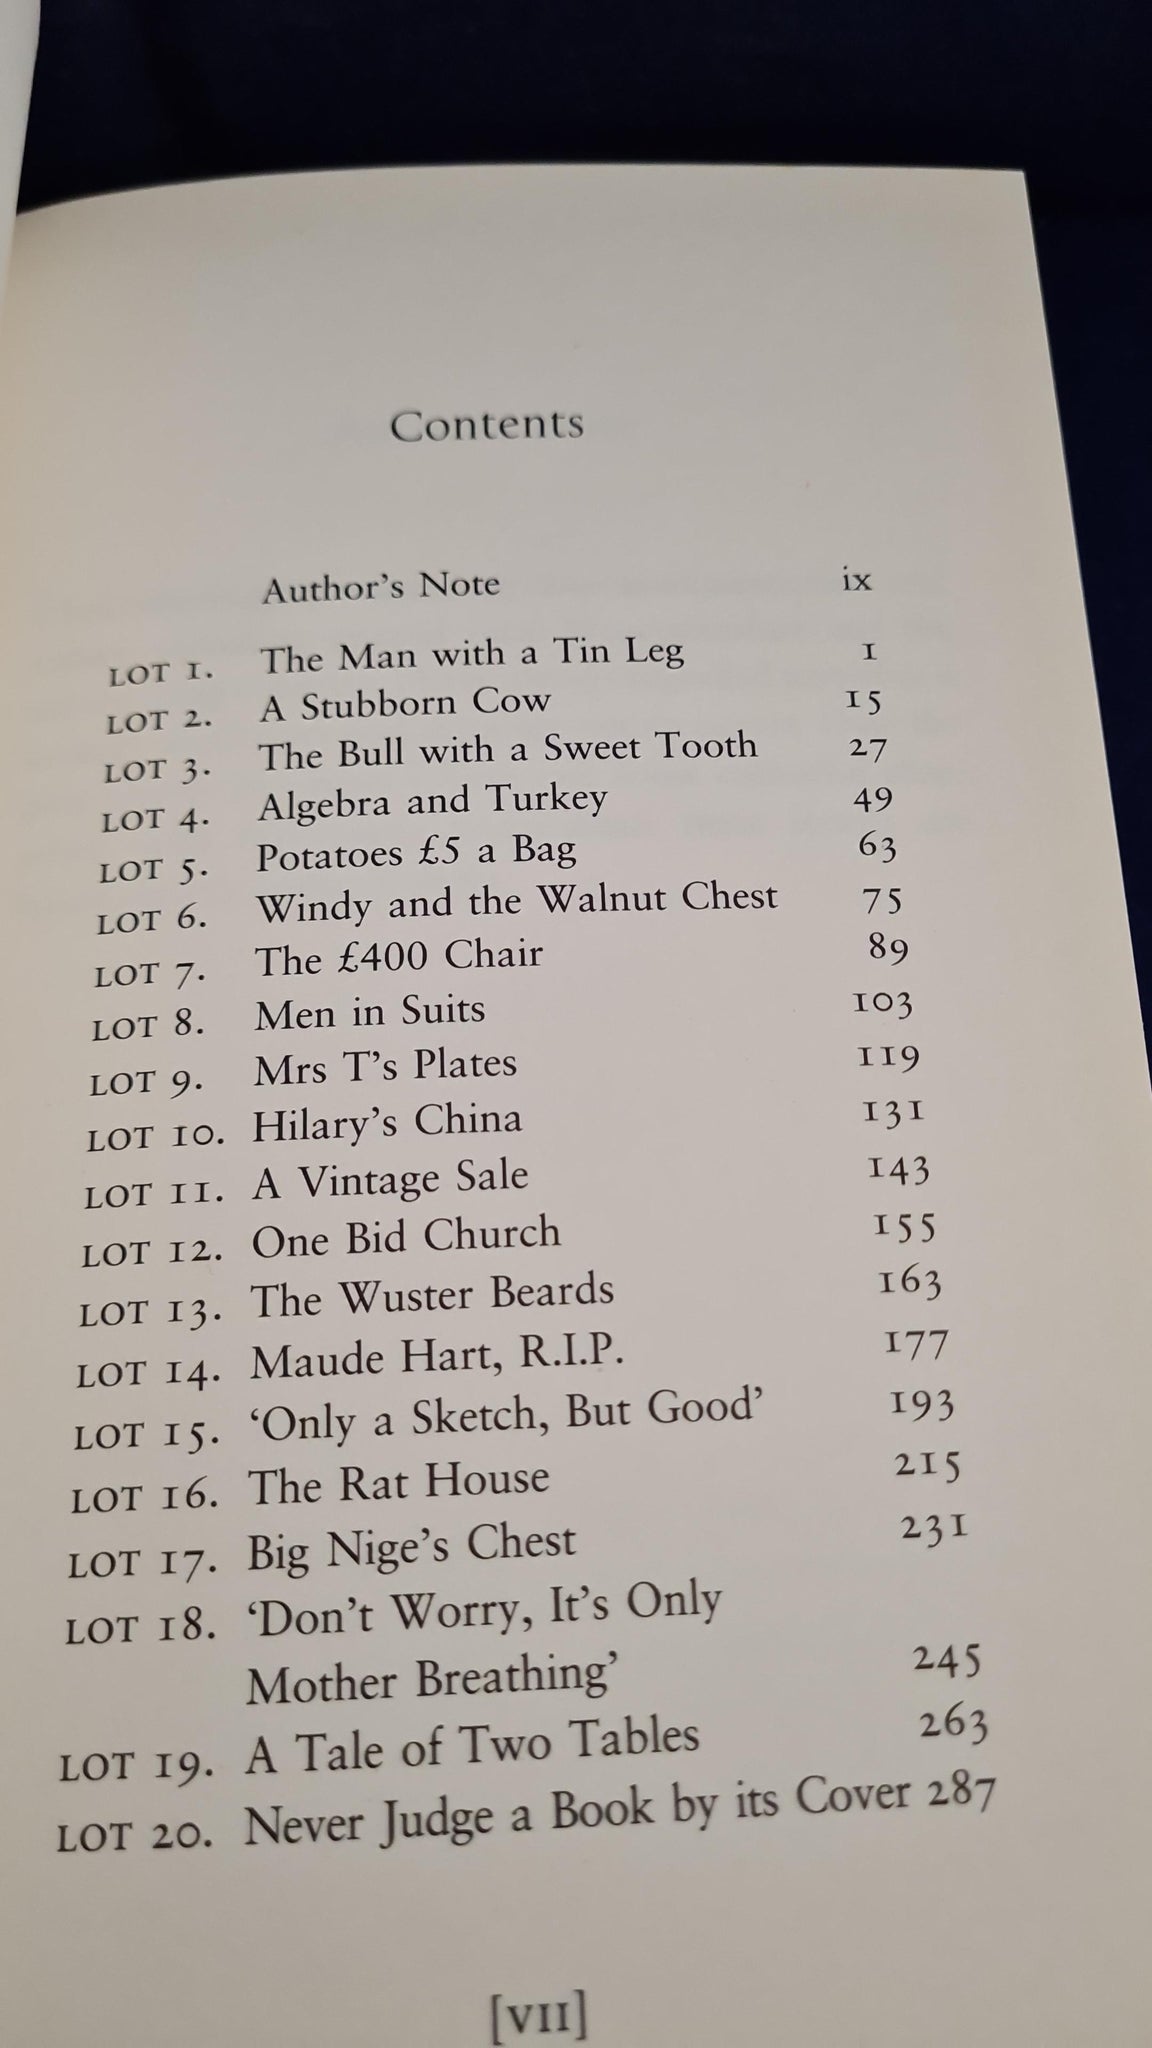 Contents
Author's Note ix
LOT 1. The Man with a Tin Leg 1
LOT 2. A Stubborn Cow 15
LOT 3. The Bull with a Sweet Tooth 27
LOT 4. Algebra and Turkey 49
LOT 5. Potatoes £5 a Bag 63
LOT 6. Windy and the Walnut Chest 75
LOT 7. The £400 Chair 89
LOT 8. Men in Suits 103
LOT 9. Mrs T's Plates 119
LOT 10. Hilary's China 131
LOT 11. A Vintage Sale 143
LOT 12. One Bid Church 155
LOT 13. The Wuster Beards 163
LOT 14. Maude Hart, R.I.P. 177
LOT 15. ‘Only a Sketch, But Good’ 193
LOT 16. The Rat House 215
LOT 17. Big Nige's Chest 231
LOT 18. ‘Don't Worry, It's Only
Mother Breathing’ 245
LOT 19. A Tale of Two Tables 263
LOT 20. Never Judge a Book by its Cover 287
[VII]